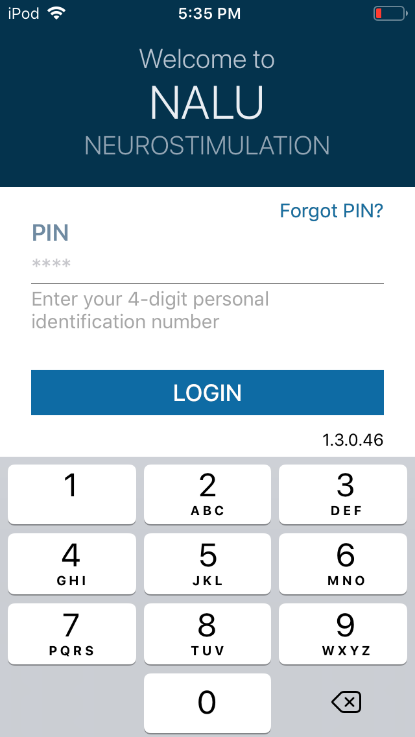 iPod 5:35 PM
Welcome to
NALU
NEUROSTIMULATION
Forgot PIN?
PIN
****
Enter your 4-digit personal
identification number
LOGIN
1.3.0.46
1 2 3
ABC DEF
4 5 6
GHI JKL MNO
7 8 9
PQRS TUV WXYZ
0